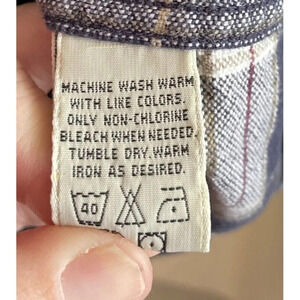 MACHINE WASH WARM
WITH LIKE COLORS.
ONLY NON-CHLORINE
BLEACH WHEN NEEDED.
TUMBLE DRY.WARM
IRON AS DESIRED.
40